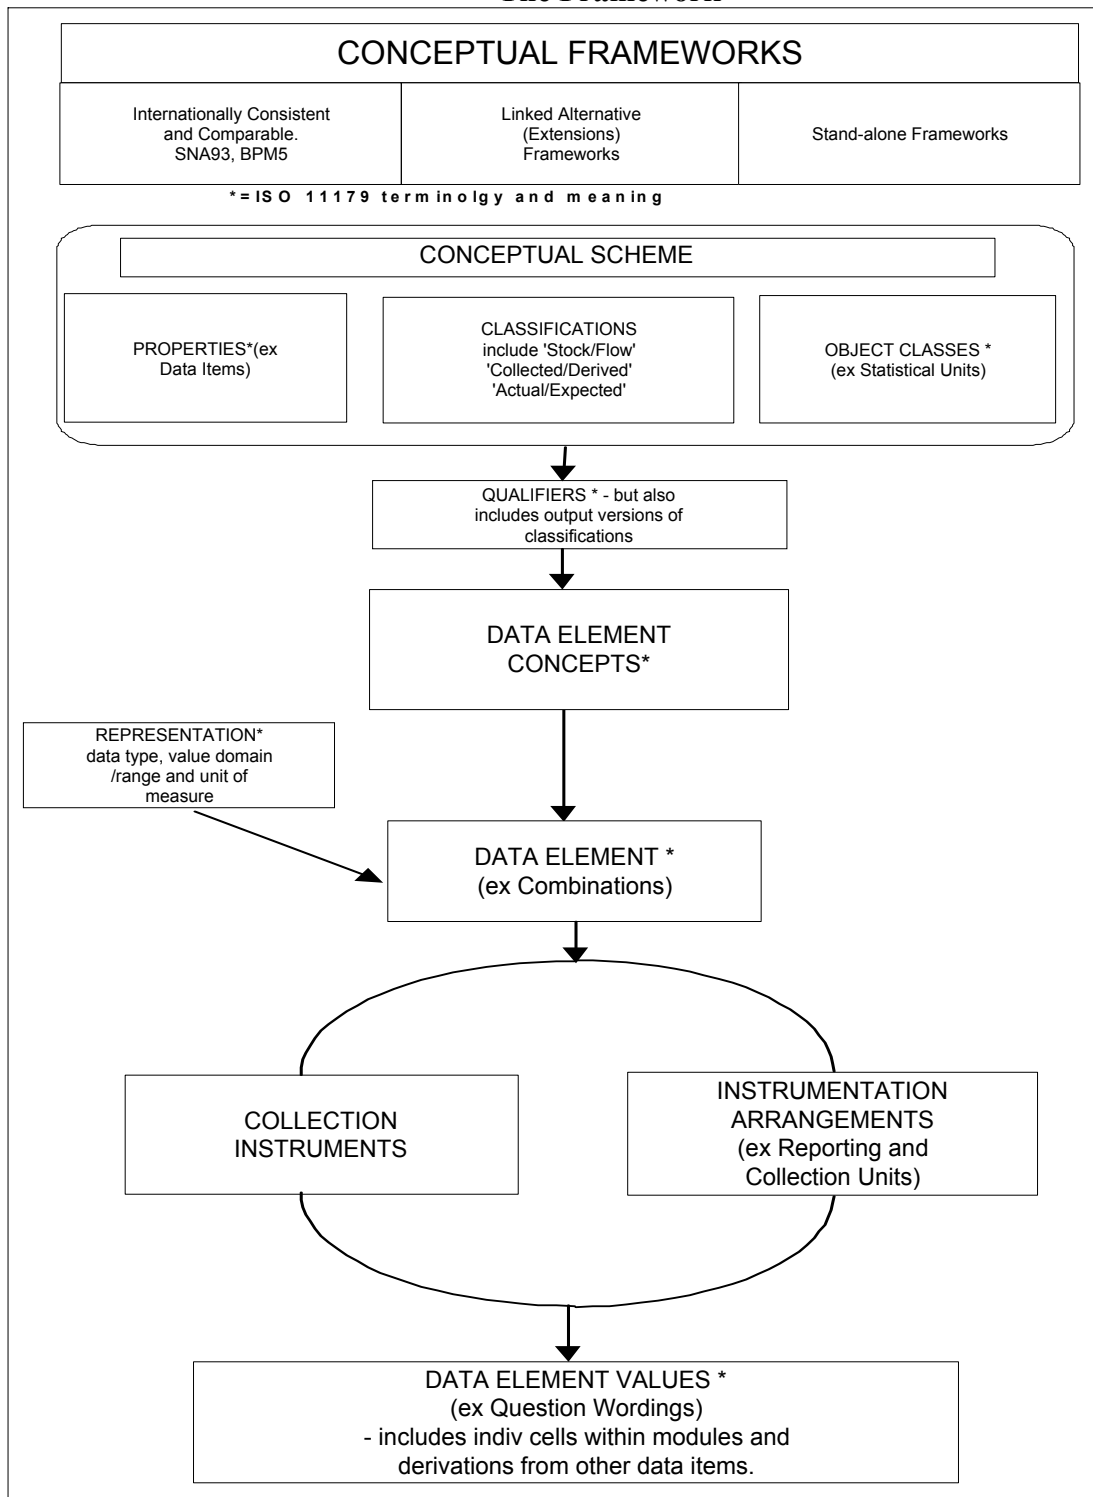 The Framework
CONCEPTUAL FRAMEWORKS
Internationally Consistent
and Comparable.
SNA93, BPM5
Linked Alternative
(Extensions)
Frameworks
Stand-alone Frameworks
*=ISO 11179 terminolgy and meaning
CONCEPTUAL SCHEME
PROPERTIES*(ex
Data Items)
CLASSIFICATIONS
include 'Stock/Flow'
'Collected/Derived'
'Actual/Expected'
OBJECT CLASSES *
(ex Statistical Units)
QUALIFIERS * - but also
includes output versions of
classifications
DATA ELEMENT
CONCEPTS*
REPRESENTATION*
data type, value domain
/range and unit of
measure
DATA ELEMENT *
(ex Combinations)
COLLECTION
INSTRUMENTS
INSTRUMENTATION
ARRANGEMENTS
(ex Reporting and
Collection Units)
DATA ELEMENT VALUES *
(ex Question Wordings)
- includes indiv cells within modules and
derivations from other data items.